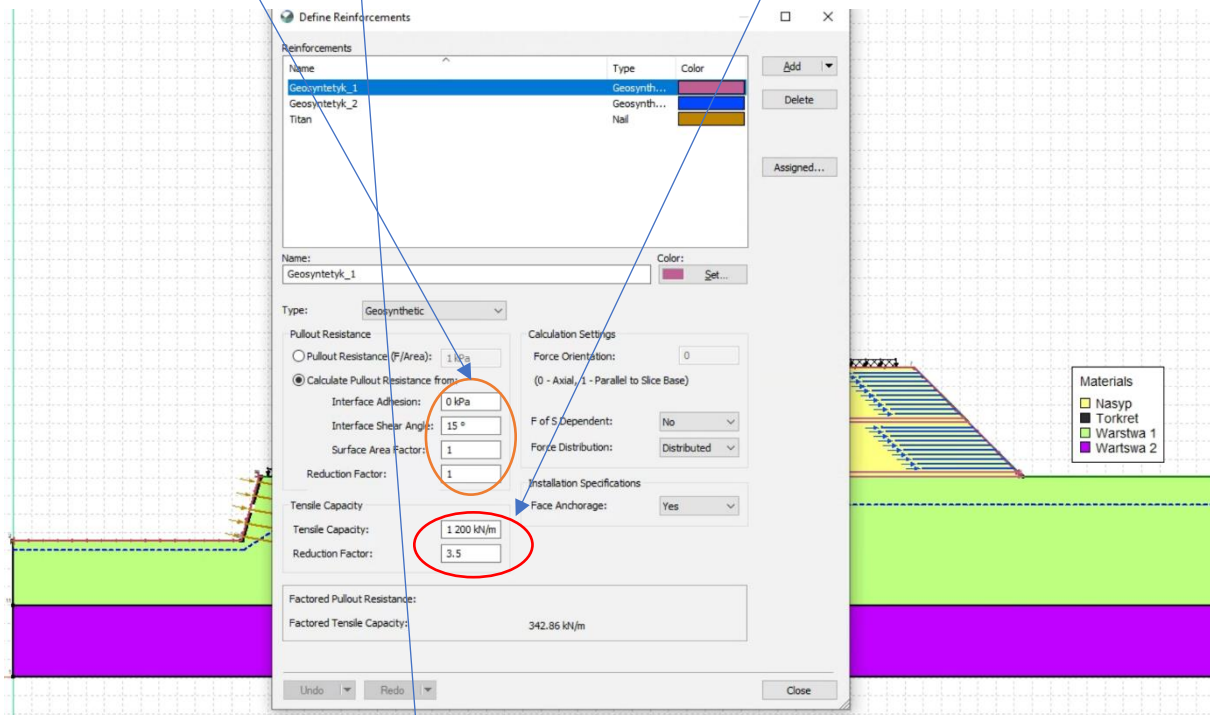 Define Reinforcements
Reinforcements
Name Type Color
Geosyntetyk_1 Geosynth...
Geosyntetyk_2 Geosynth...
Titan Nail
Add
Delete
Assigned...
Name: Color:
Geosyntetyk_1 Set...
Type: Geosynthetic
Pullout Resistance
Pullout Resistance (F/Area): 1 kPa
Calculate Pullout Resistance from:
Interface Adhesion: 0 kPa
Interface Shear Angle: 15 °
Surface Area Factor: 1
Reduction Factor: 1
Calculation Settings
Force Orientation: 0
(0 - Axial, 1 - Parallel to Slice Base)
F of S Dependent: No
Force Distribution: Distributed
Installation Specifications
Face Anchorage: Yes
Tensile Capacity
Tensile Capacity: 1 200 kN/m
Reduction Factor: 3.5
Factored Pullout Resistance:
Factored Tensile Capacity: 342.86 kN/m
Undo Redo Close
Materials
Nasyp
Torkret
Warstwa 1
Wartswa 2